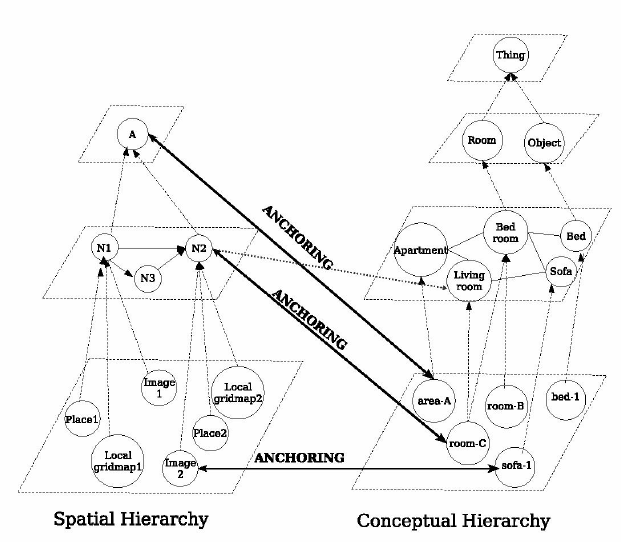 Thing
Room
Object
A
ANCHORING
Apartment
Bed
room
Bed
Living
room
Sofa
N1
N2
N3
ANCHORING
Image
1
Local
gridmap2
Place1
Place2
Local
gridmap1
Image
2
area-A
room-B
bed-1
room-C
ANCHORING
sofa-1
Spatial Hierarchy
Conceptual Hierarchy